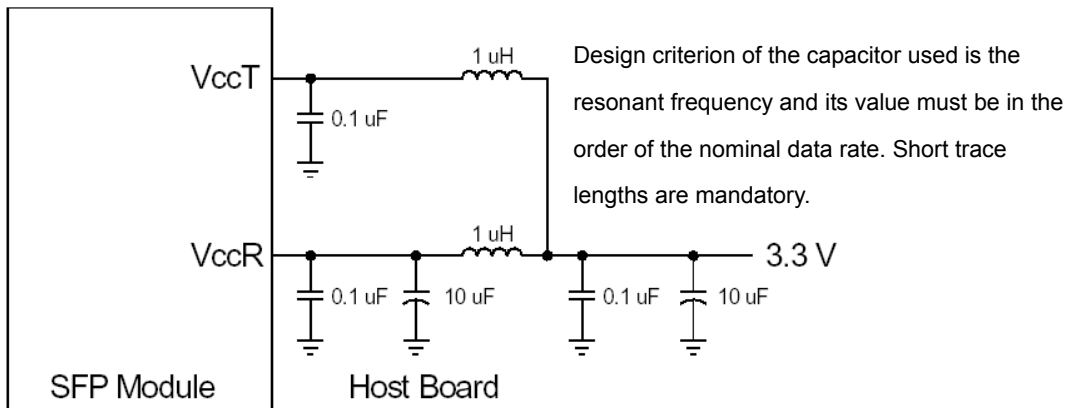 1 uH
Design criterion of the capacitor used is the
VccT
resonant frequency and its value must be in the
0.1 uF
order of the nominal data rate. Short trace
lengths are mandatory.
1 uH
VccR
3.3 V
0.1 uF
10 uF
0.1 uF
10 uF
SFP Module
Host Board